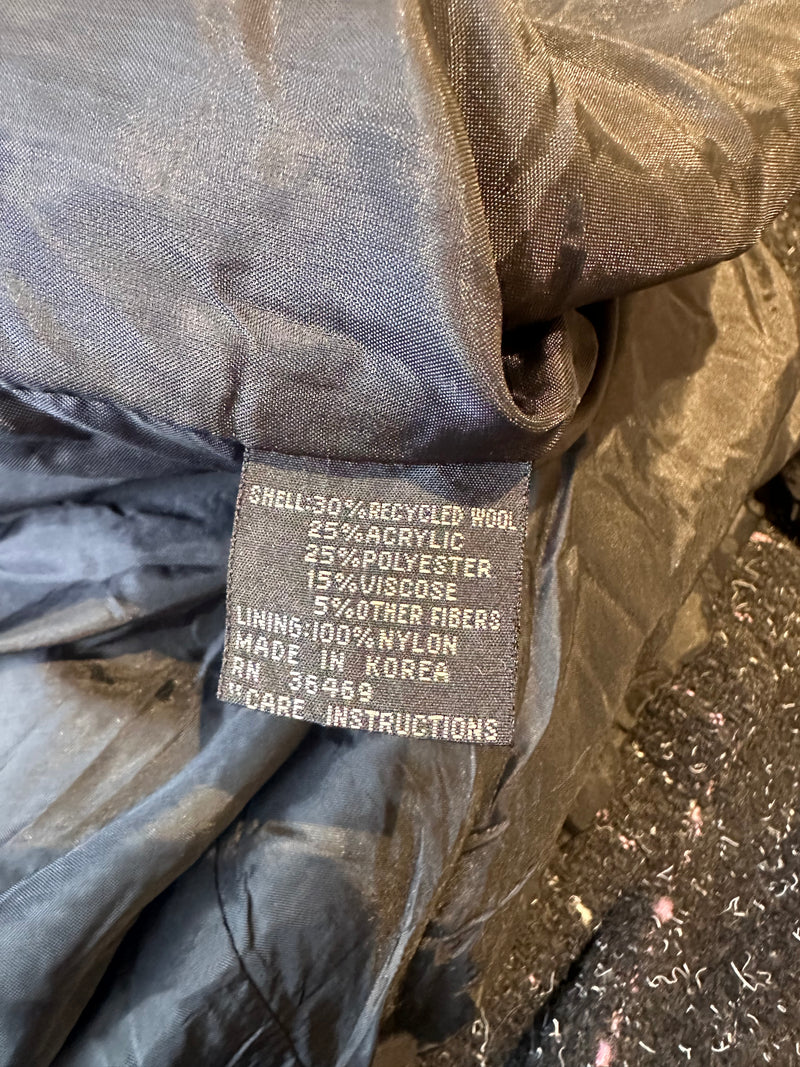 SHELL:30%RECYCLED WOOL
25%ACRYLIC
25%POLYESTER
15%VISCOSE
5%OTHER FIBERS
LINING:100%NYLON
MADE IN KOREA
RN 36469
*CARE INSTRUCTIONS